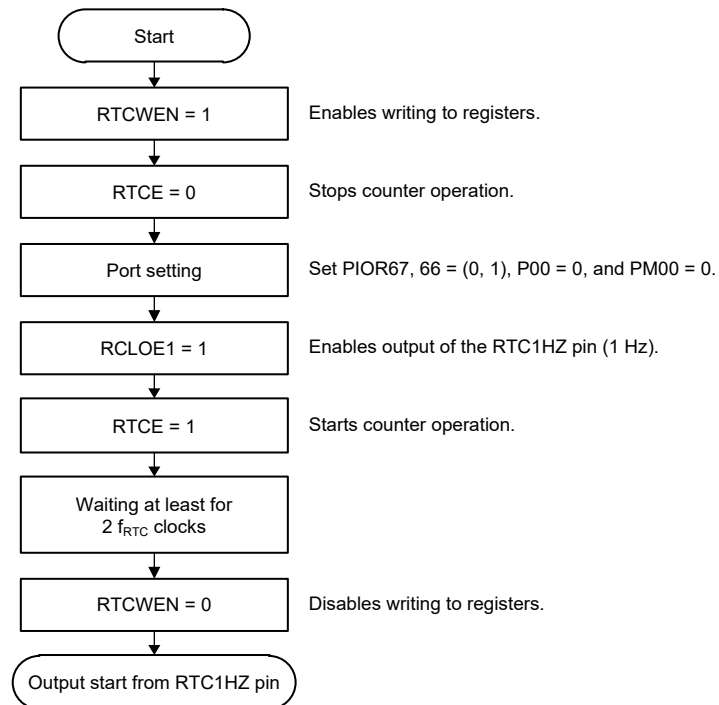 Start
RTCWEN = 1
Enables writing to registers.
RTCE = 0
Stops counter operation.
Port setting
Set PIOR67, 66 = (0, 1), P00 = 0, and PM00 = 0.
RCLOE1 = 1
Enables output of the RTC1HZ pin (1 Hz).
RTCE = 1
Starts counter operation.
Waiting at least for
2 fRTC clocks
RTCWEN = 0
Disables writing to registers.
Output start from RTC1HZ pin